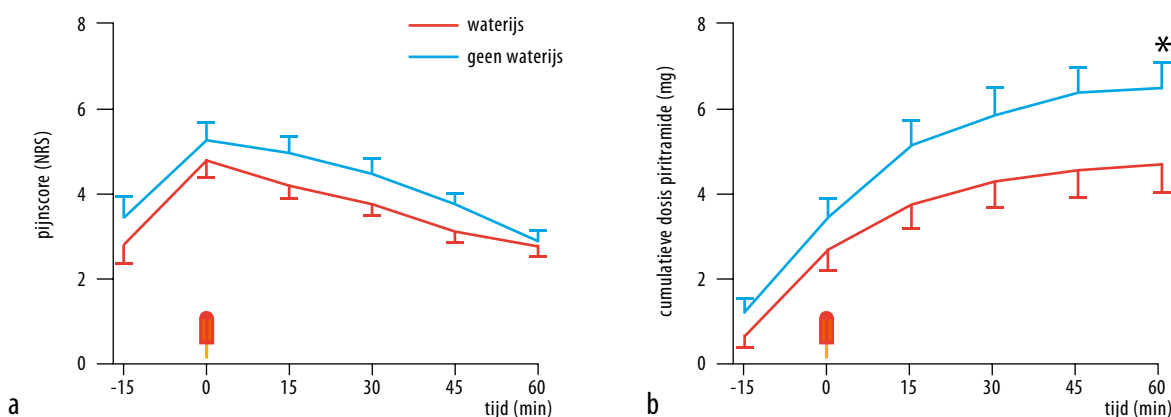 8
6
4
2
0
pijnscore (NRS)
waterijs
geen waterijs
-15 0 15 30 45 60
tijd (min)
a
8
6
4
2
0
cumulatieve dosis piritramide (mg)
*
-15 0 15 30 45 60
tijd (min)
b